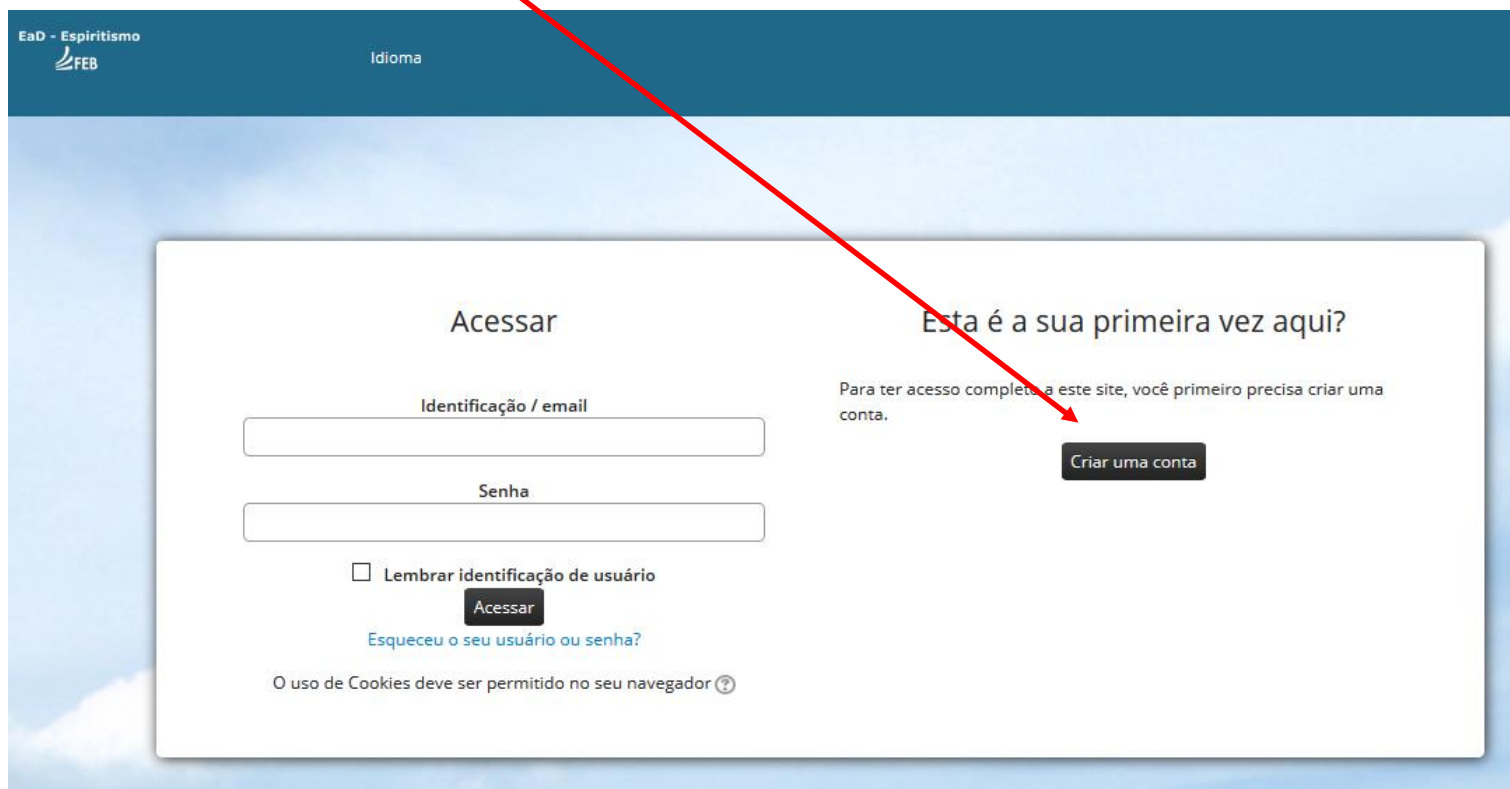 EaD - Espiritismo
FEB
Idioma
Acessar
Identificação / email
Senha
Lembrar identificação de usuário
Acessar
Esqueceu o seu usuário ou senha?
O uso de Cookies deve ser permitido no seu navegador ?
Esta é a sua primeira vez aqui?
Para ter acesso completo a este site, você primeiro precisa criar uma
conta.
Criar uma conta